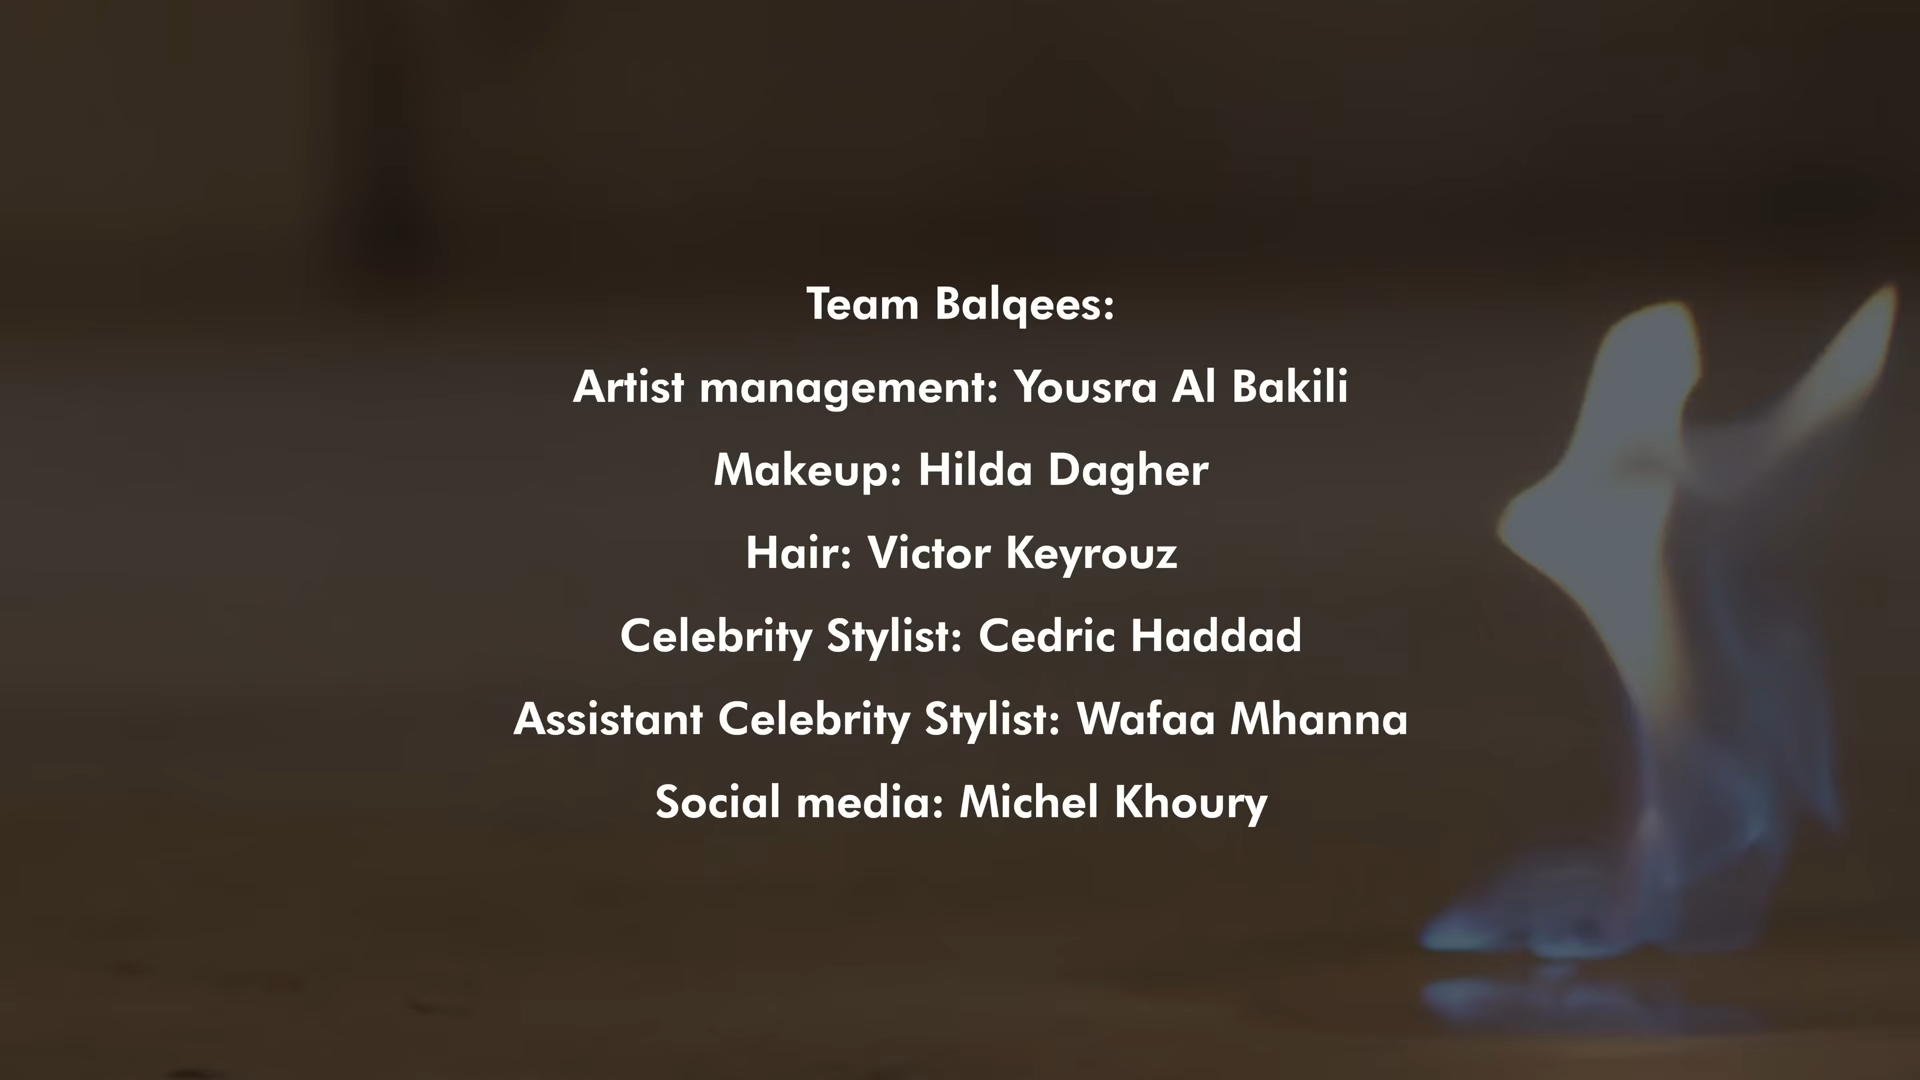 Team Balqees:
Artist management: Yousra Al Bakili
Makeup: Hilda Dagher
Hair: Victor Keyrouz
Celebrity Stylist: Cedric Haddad
Assistant Celebrity Stylist: Wafaa Mhanna
Social media: Michel Khoury